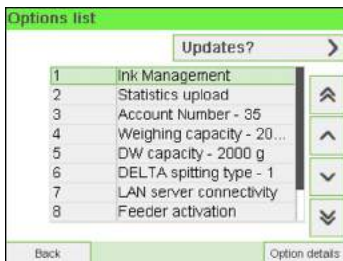 Options list
Updates?
1 Ink Management
2 Statistics upload
3 Account Number - 35
4 Weighing capacity - 20...
5 DW capacity - 2000 g
6 DELTA spitting type - 1
7 LAN server connectivity
8 Feeder activation
Back Option details